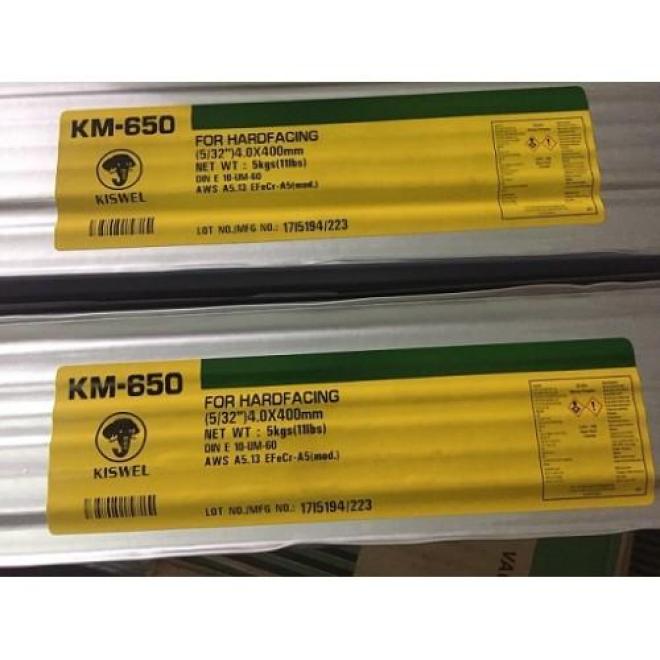 KM-650
KISWEL
FOR HARDFACING
(5/32")4.0X400mm
NET WT : 5kgs(11lbs)
DIN E 10-UM-60
AWS A5.13 EFeCr-A5(mod.)
LOT NO./MFG NO.: 1715194/223
KM-650
KISWEL
FOR HARDFACING
(5/32")4.0X400mm
NET WT : 5kgs(11lbs)
DIN E 10-UM-60
AWS A5.13 EFeCr-A5(mod.)
LOT NO./MFG NO.: 1715194/223
VA